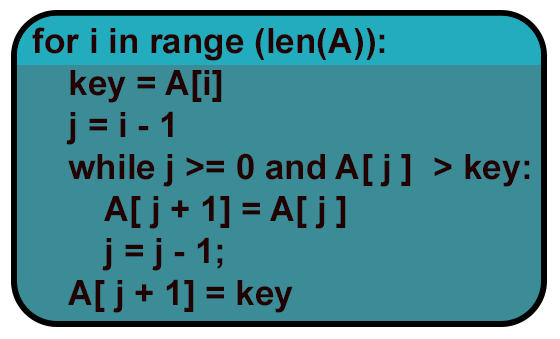 for i in range (len(A)):
    key = A[i]
    j = i - 1
    while j >= 0 and A[ j ]  > key:
        A[ j + 1] = A[ j ]
        j = j - 1;
    A[ j + 1] = key